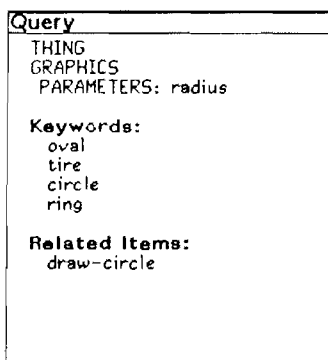 Query
THING
GRAPHICS
PARAMETERS: radius
Keywords:
oval
tire
circle
ring
Related Items:
draw-circle